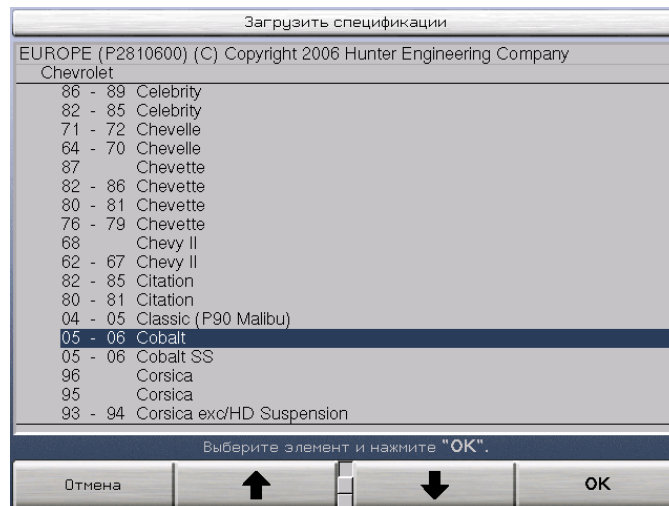 Загрузить спецификации
EUROPE (P2810600) (C) Copyright 2006 Hunter Engineering Company
Chevrolet
86 - 89 Celebrity
82 - 85 Celebrity
71 - 72 Chevelle
64 - 70 Chevelle
87 Chevette
82 - 86 Chevette
80 - 81 Chevette
76 - 79 Chevette
68 Chevy II
62 - 67 Chevy II
82 - 85 Citation
80 - 81 Citation
04 - 05 Classic (P90 Malibu)
05 - 06 Cobalt
05 - 06 Cobalt SS
96 Corsica
95 Corsica
93 - 94 Corsica exc/HD Suspension
Выберите элемент и нажмите "OK".
Отмена OK